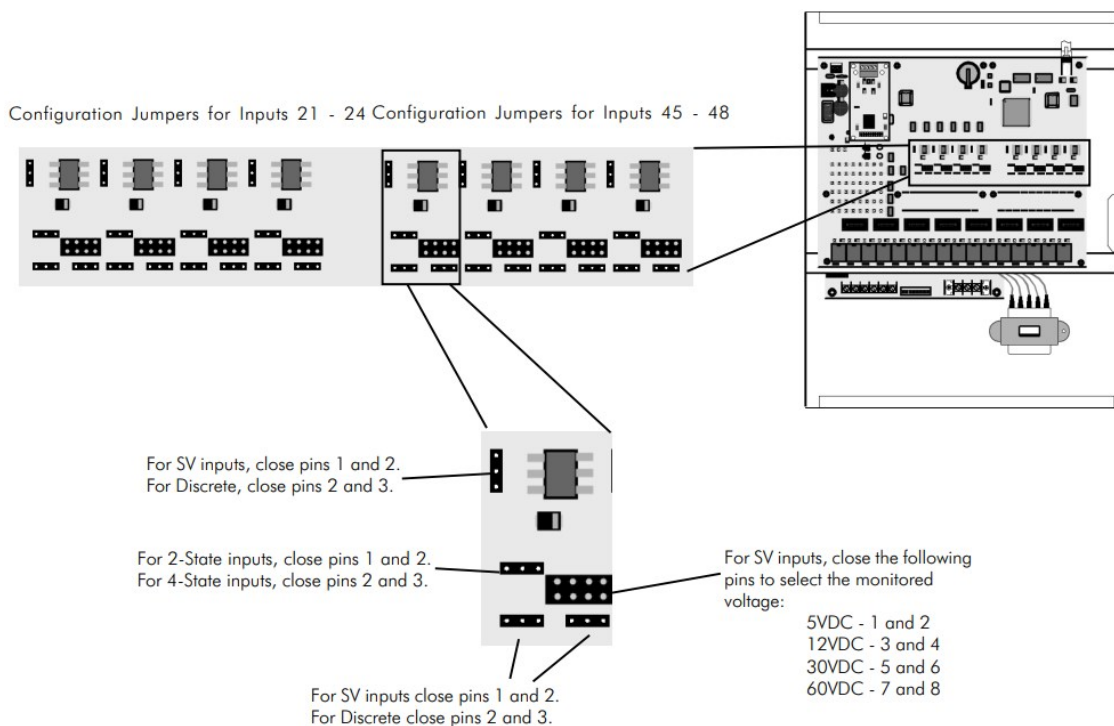 Configuration Jumpers for Inputs 21 - 24 Configuration Jumpers for Inputs 45 - 48
For SV inputs, close pins 1 and 2.
For Discrete, close pins 2 and 3.
For 2-State inputs, close pins 1 and 2.
For 4-State inputs, close pins 2 and 3.
For SV inputs, close the following
pins to select the monitored
voltage:
5VDC - 1 and 2
12VDC - 3 and 4
30VDC - 5 and 6
60VDC - 7 and 8
For SV inputs close pins 1 and 2.
For Discrete close pins 2 and 3.